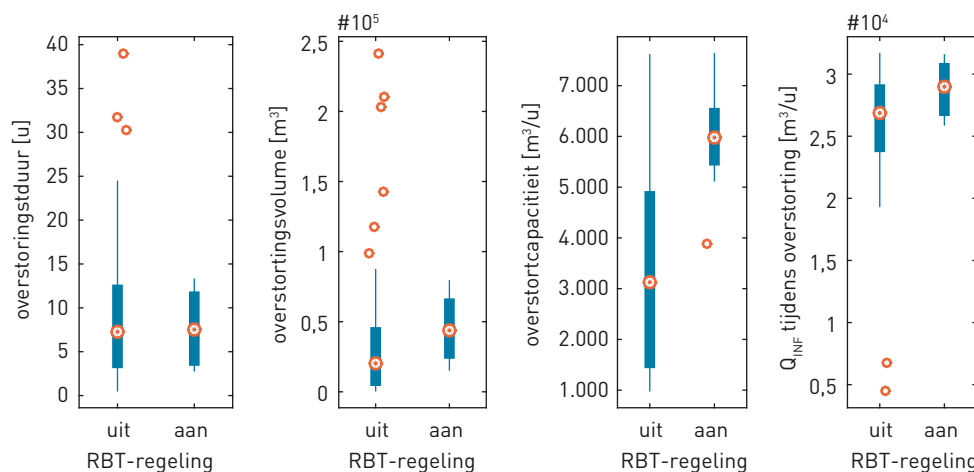 overstoringstduur [u]
40
35
30
25
20
15
10
5
0
uit aan
RBT-regeling
#10⁵
overstortingsvolume [m³]
2,5
2
1,5
1
0,5
0
uit aan
RBT-regeling
overstortcapacitieit [m³/u]
7.000
6.000
5.000
4.000
3.000
2.000
1.000
uit aan
RBT-regeling
#10⁴
Q_INF tijdens overstorting [m³/u]
3
2,5
2
1,5
1
0,5
uit aan
RBT-regeling